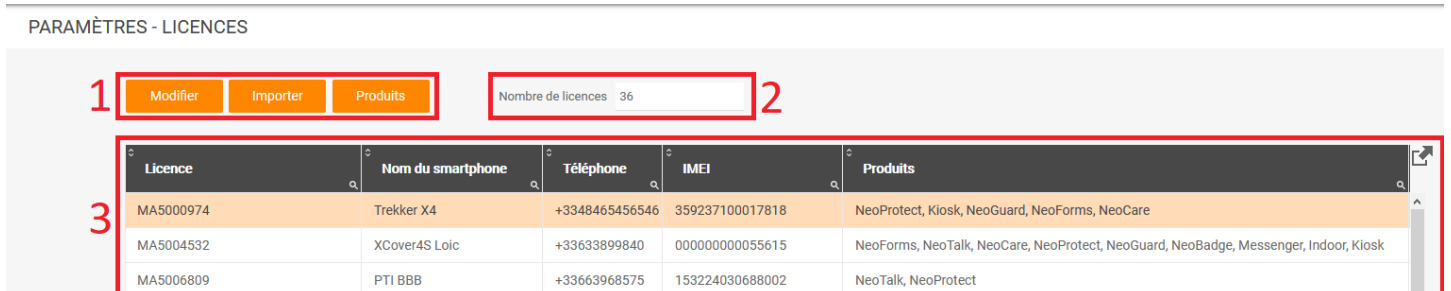 PARAMÈTRES - LICENCES
1 Modifier Importer Produits Nombre de licences 36 2
Licence Nom du smartphone Téléphone IMEI Produits
3
MA5000974 Trekker X4 +3348465456546 359237100017818 NeoProtect, Kiosk, NeoGuard, NeoForms, NeoCare
MA5004532 XCover4S Loic +33633899840 000000000055615 NeoForms, NeoTalk, NeoCare, NeoProtect, NeoGuard, NeoBadge, Messenger, Indoor, Kiosk
MA5006809 PTI BBB +33663968575 153224030688002 NeoTalk, NeoProtect